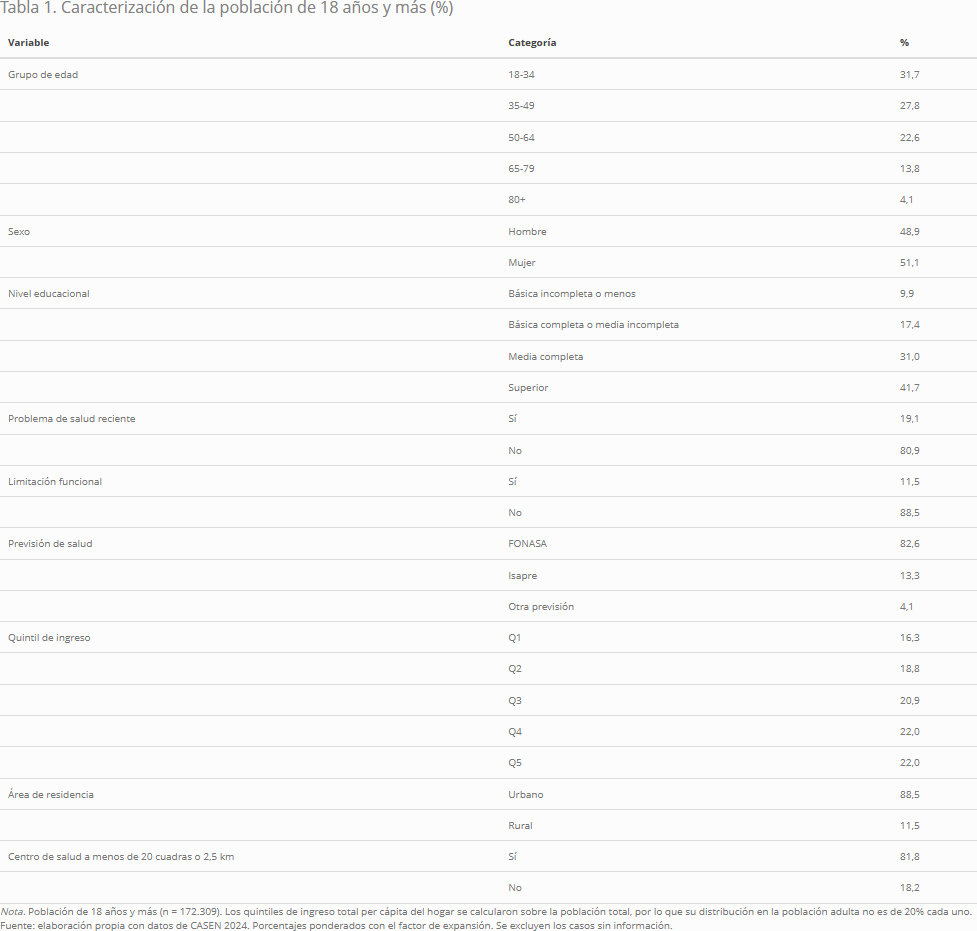 Tabla 1. Caracterización de la población de 18 años y más (%)
Variable Categoría %
Grupo de edad 18-34 31,7
35-49 27,8
50-64 22,6
65-79 13,8
80+ 4,1
Sexo Hombre 48,9
Mujer 51,1
Nivel educacional Básica incompleta o menos 9,9
Básica completa o media incompleta 17,4
Media completa 31,0
Superior 41,7
Problema de salud reciente Sí 19,1
No 80,9
Limitación funcional Sí 11,5
No 88,5
Previsión de salud FONASA 82,6
Isapre 13,3
Otra previsión 4,1
Quintil de ingreso Q1 16,3
Q2 18,8
Q3 20,9
Q4 22,0
Q5 22,0
Área de residencia Urbano 88,5
Rural 11,5
Centro de salud a menos de 20 cuadras o 2,5 km Sí 81,8
No 18,2
Nota. Población de 18 años y más (n = 172.309). Los quintiles de ingreso total per cápita del hogar se calcularon sobre la población total, por lo que su distribución en la población adulta no es de 20% cada uno.
Fuente: elaboración propia con datos de CASEN 2024. Porcentajes ponderados con el factor de expansión. Se excluyen los casos sin información.